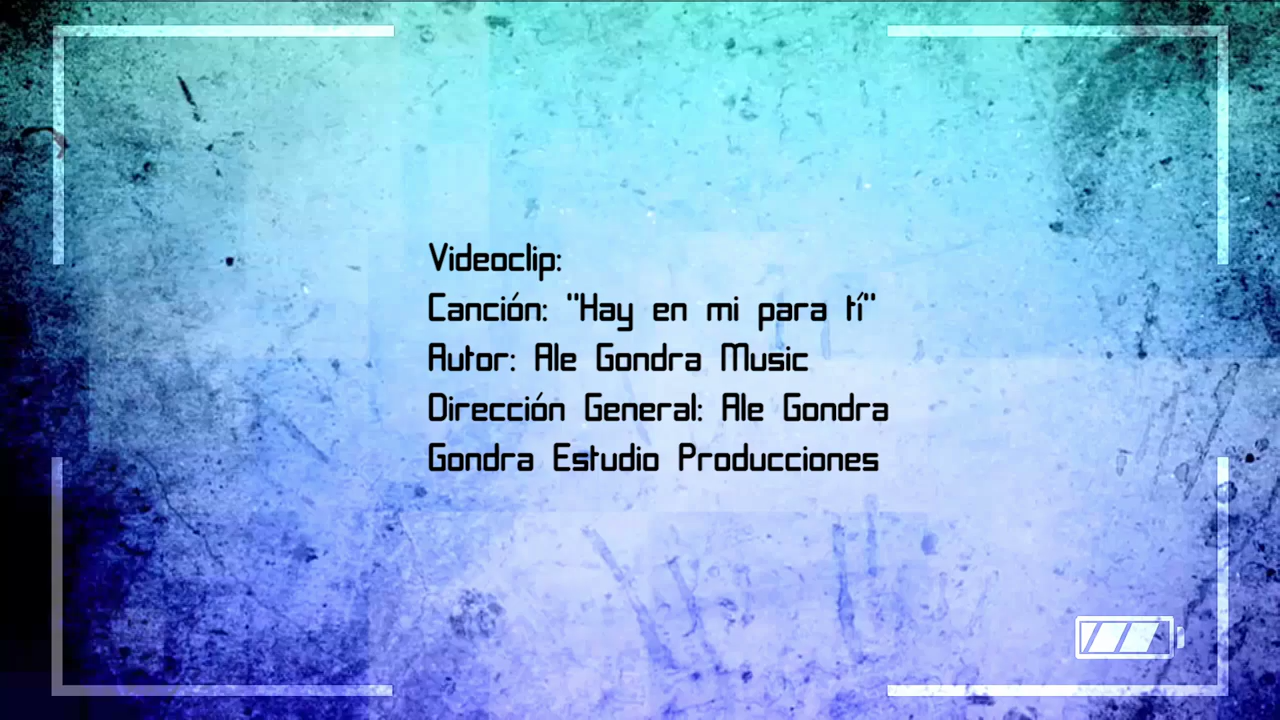 Videoclip:
Canción: "Hay en mi para tí"
Autor: Ale Gondra Music
Dirección General: Ale Gondra
Gondra Estudio Producciones